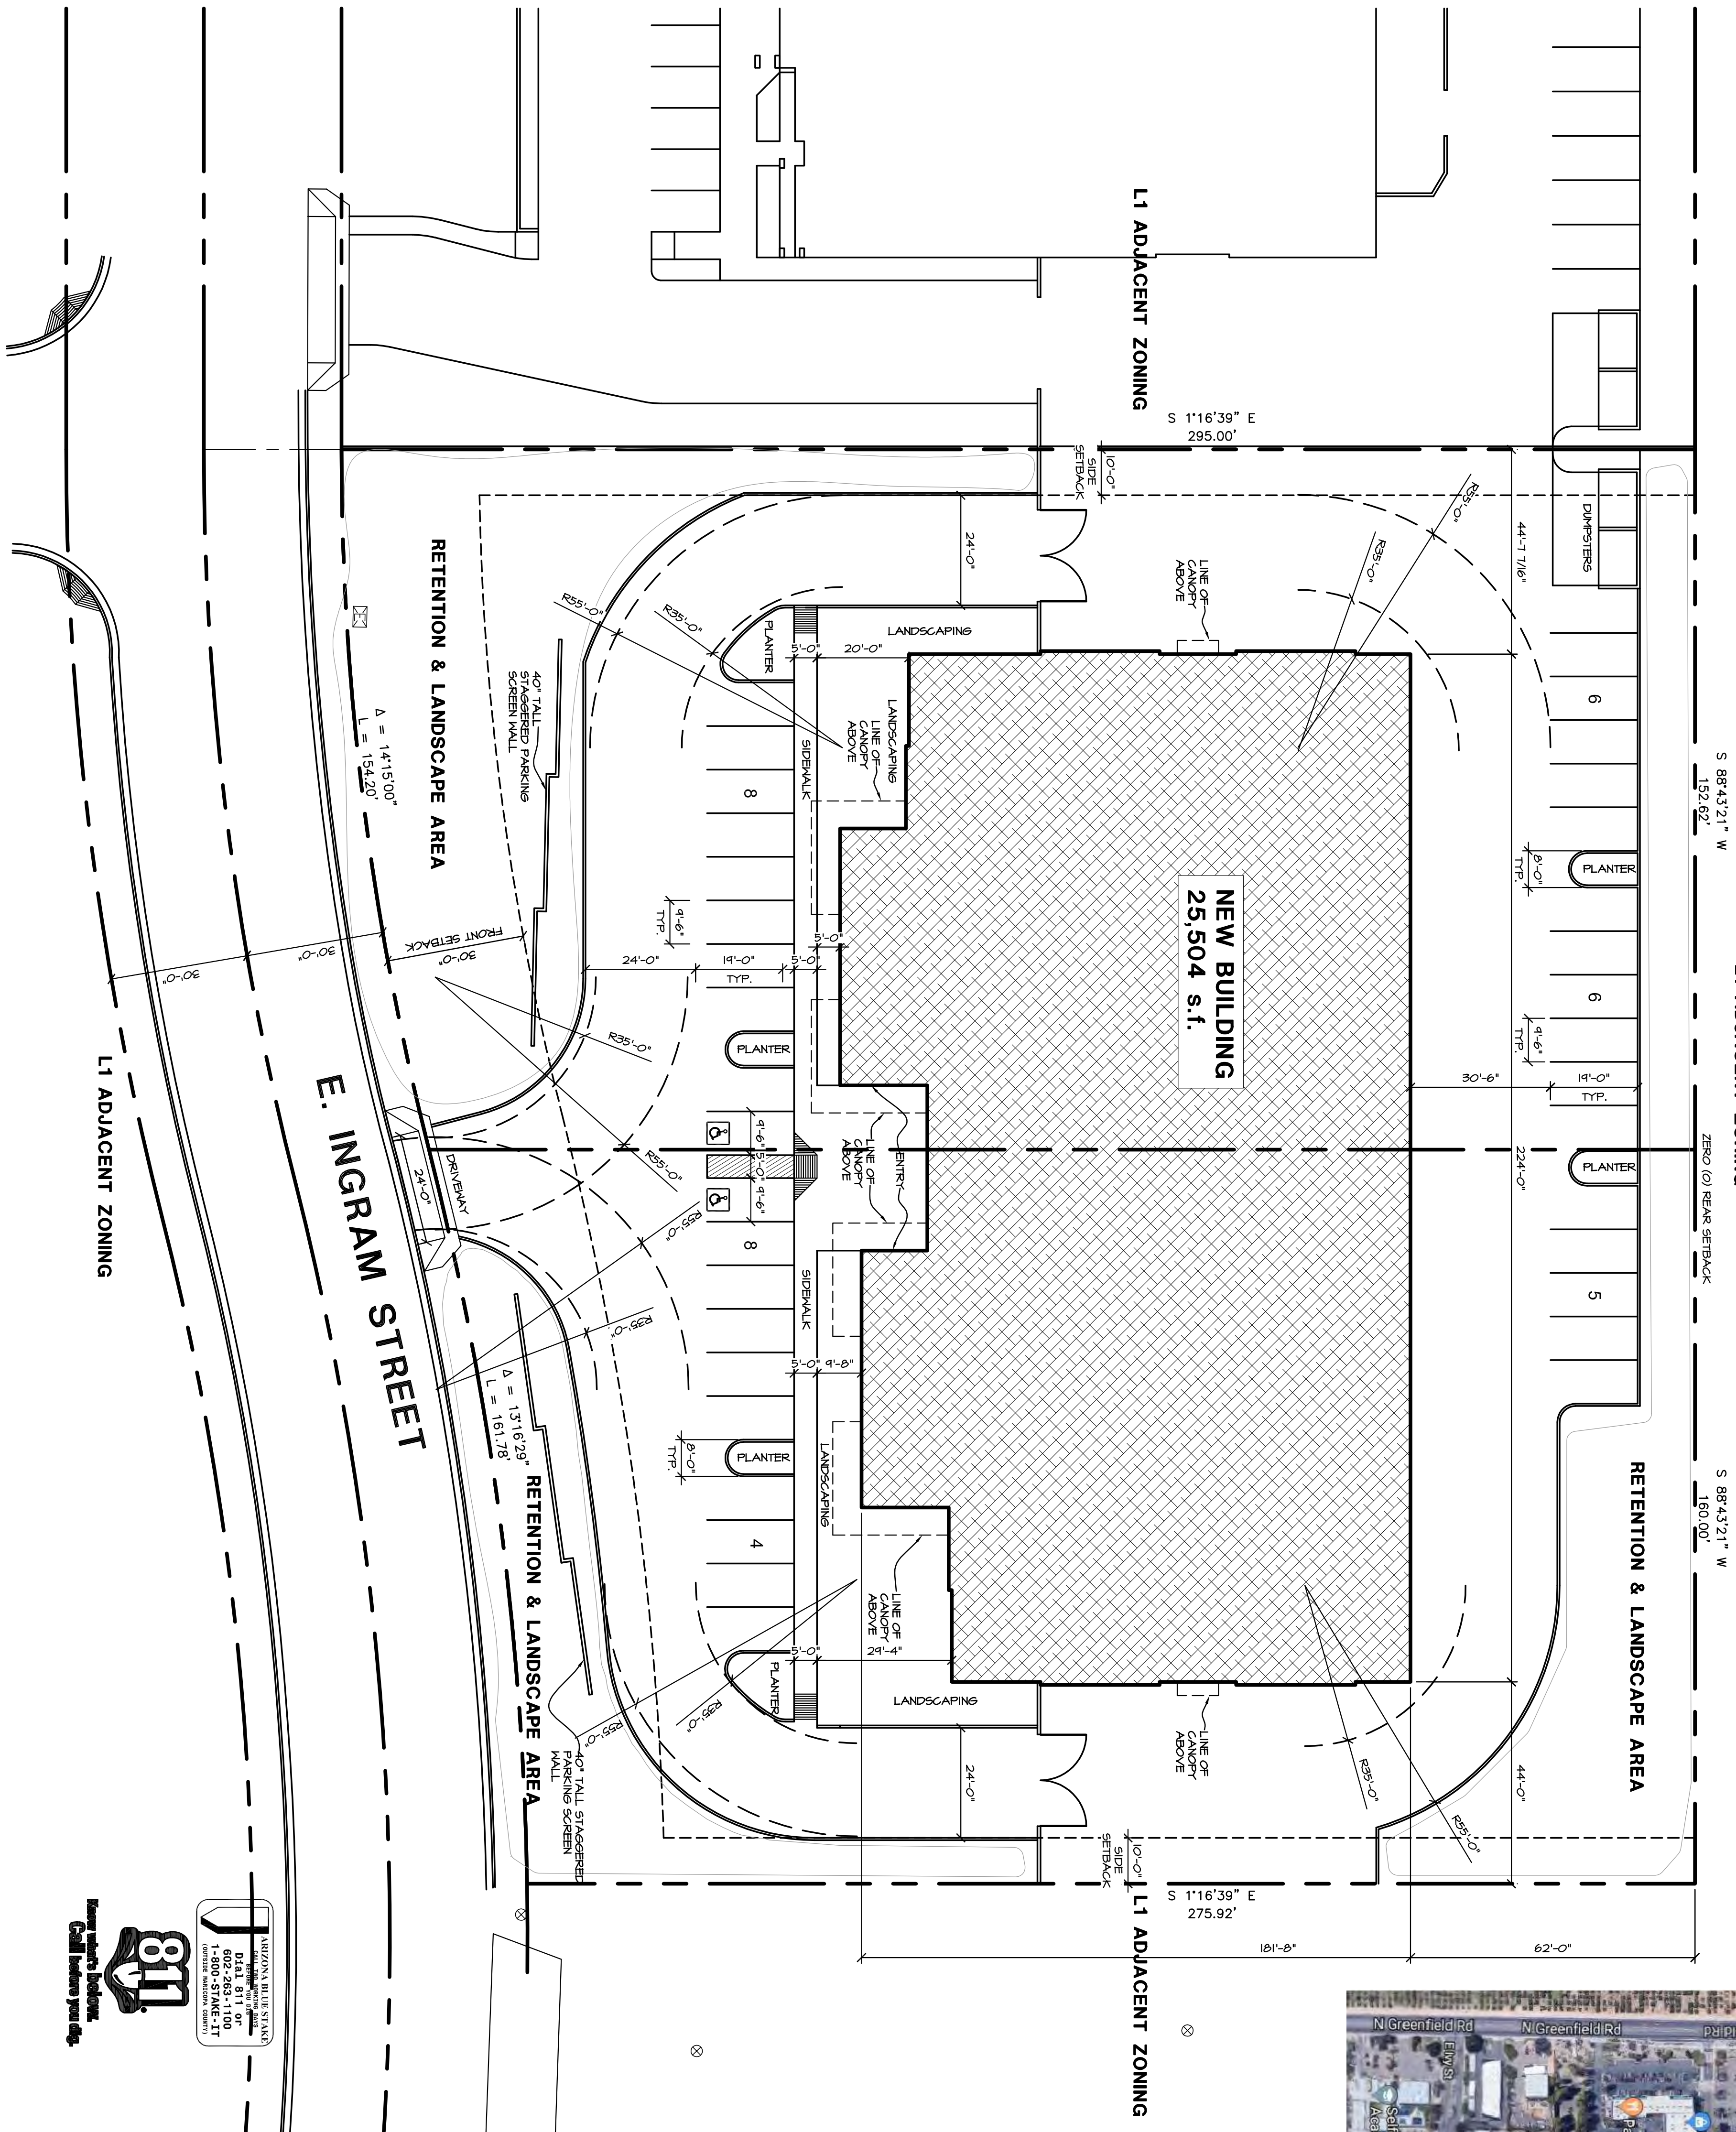 L1 ADJACENT ZONING
S 1°16'39" E
295.00'
10'-0"
SIDE
SETBACK
DUMPSTERS
44'-7 7/16"
R55'-0"
R35'-0"
24'-0"
LINE OF
CANOPY
ABOVE
RETENTION & LANDSCAPE AREA
E
R55'-0"
R35'-0"
PLANTER
LANDSCAPING
5'-0"
20'-0"
40" TALL
STAGGERED PARKING
SCREEN WALL
Δ = 14°15'00"
L = 154.20'
LANDSCAPING
LINE OF
CANOPY
ABOVE
SIDEWALK
8
6
S 88°43'21" W
152.62'
8'-0"
TYP.
PLANTER
NEW BUILDING
25,504 s.f.
9'-6"
TYP.
5'-0"
30'-0"
30'-0"
30'-0"
FRONT SETBACK
24'-0"
19'-0"
TYP.
5'-0"
6
9'-6"
TYP.
30'-6"
19'-0"
TYP.
R35'-0"
PLANTER
L1 ADJACENT ZONING
E. INGRAM STREET
DRIVEWAY
24'-0"
R55'-0"
9'-6"
5'-0"
9'-6"
LINE OF
CANOPY
ABOVE
ENTRY
224'-0"
PLANTER
ZERO (0) REAR SETBACK
R55'-0"
R35'-0"
8
SIDEWALK
5
5'-0"
9'-8"
Δ = 13°16'29"
L = 161.78'
8'-0"
TYP.
PLANTER
LANDSCAPING
4
S 88°43'21" W
160.00'
RETENTION & LANDSCAPE AREA
RETENTION & LANDSCAPE AREA
LINE OF
CANOPY
ABOVE
5'-0"
29'-4"
PLANTER
LANDSCAPING
R35'-0"
R55'-0"
40" TALL STAGGERED
PARKING SCREEN
WALL
24'-0"
LINE OF
CANOPY
ABOVE
R35'-0"
R55'-0"
44'-0"
10'-0"
SIDE
SETBACK
S 1°16'39" E
275.92'
L1 ADJACENT ZONING
181'-8"
62'-0"
ARIZONA BLUE STAKE
CALL TWO WORKING DAYS
BEFORE YOU DIG
Dial 811 or
602-263-1100
1-800-STAKE-IT
(OUTSIDE MARICOPA COUNTY)
811
Know what's below.
Call before you dig.
N Greenfield Rd
N Greenfield Rd